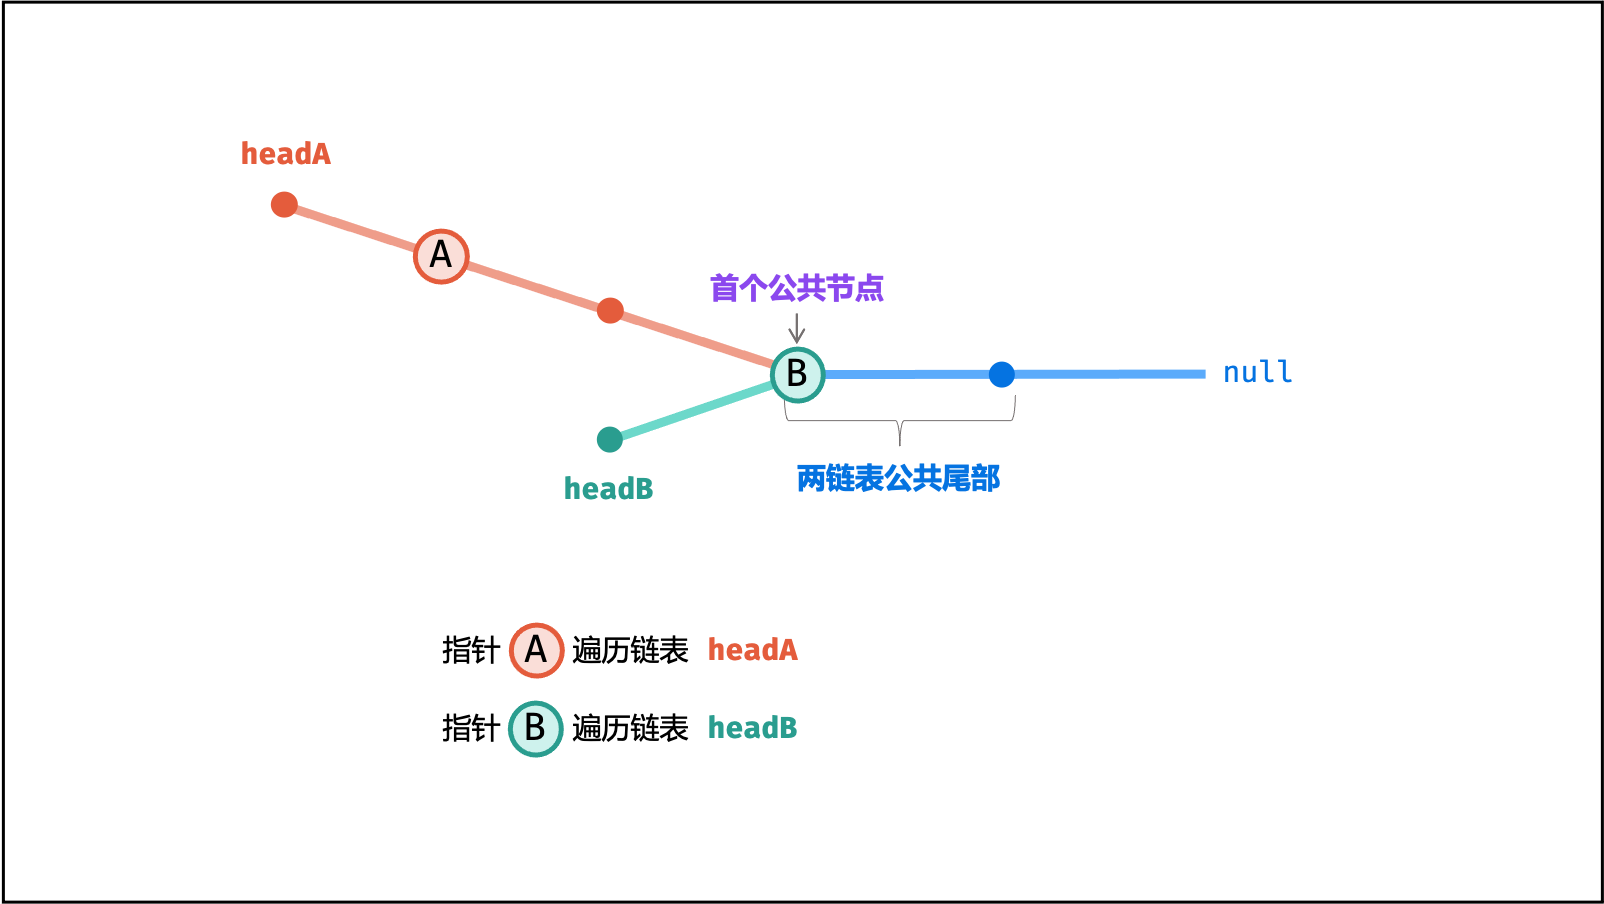 headA
A
首个公共节点
B
null
headB
两链表公共尾部
指针 A 遍历链表 headA
指针 B 遍历链表 headB